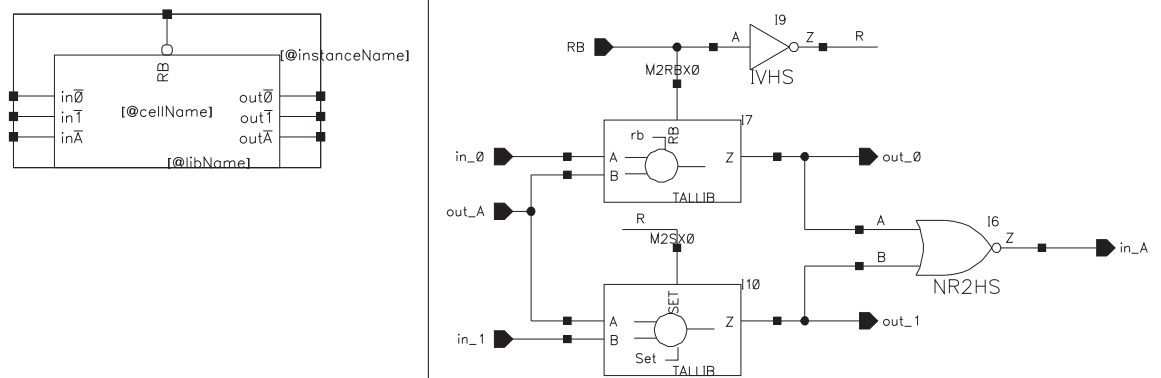 RB
[@instanceName]
in0
in1
inA
[@cellName]
out0
out1
outA
[@libName]
I9
RB
A
Z
R
M2RBX0
IVHS
I7
rb
RB
in_0
A
B
Z
out_0
TALLIB
out_A
R
M2SX0
A
I6
Z
in_A
B
NR2HS
I10
SET
A
B
Z
out_1
in_1
Set
TALLIB